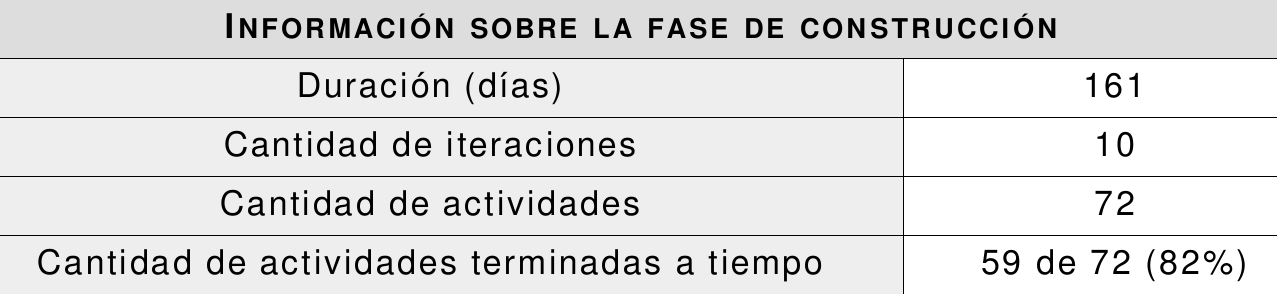 INFORMACIÓN SOBRE LA FASE DE CONSTRUCCIÓN
Duración (días) 161
Cantidad de iteraciones 10
Cantidad de actividades 72
Cantidad de actividades terminadas a tiempo 59 de 72 (82%)